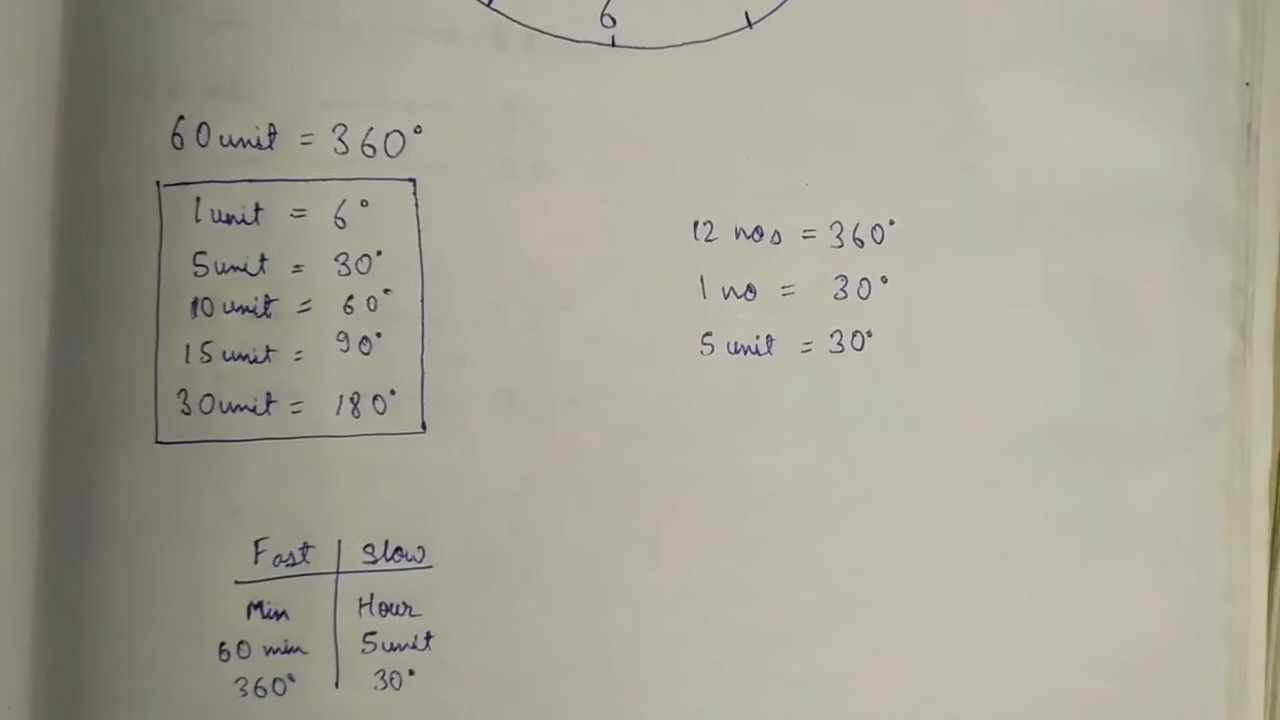 6
60 unit = 360°
1 unit = 6°
5 unit = 30°
10 unit = 60°
15 unit = 90°
30 unit = 180°
12 nos = 360°
1 no = 30°
5 unit = 30°
Fast | Slow
Min | Hour
60 min | 5 unit
360° | 30°